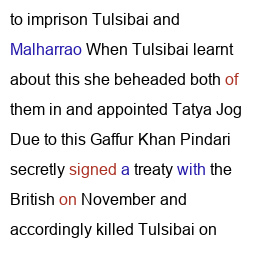 to imprison Tulsibai and
Malharrao When Tulsibai learnt
about this she beheaded both of
them in and appointed Tatya Jog
Due to this Gaffur Khan Pindari
secretly signed a treaty with the
British on November and
accordingly killed Tulsibai on